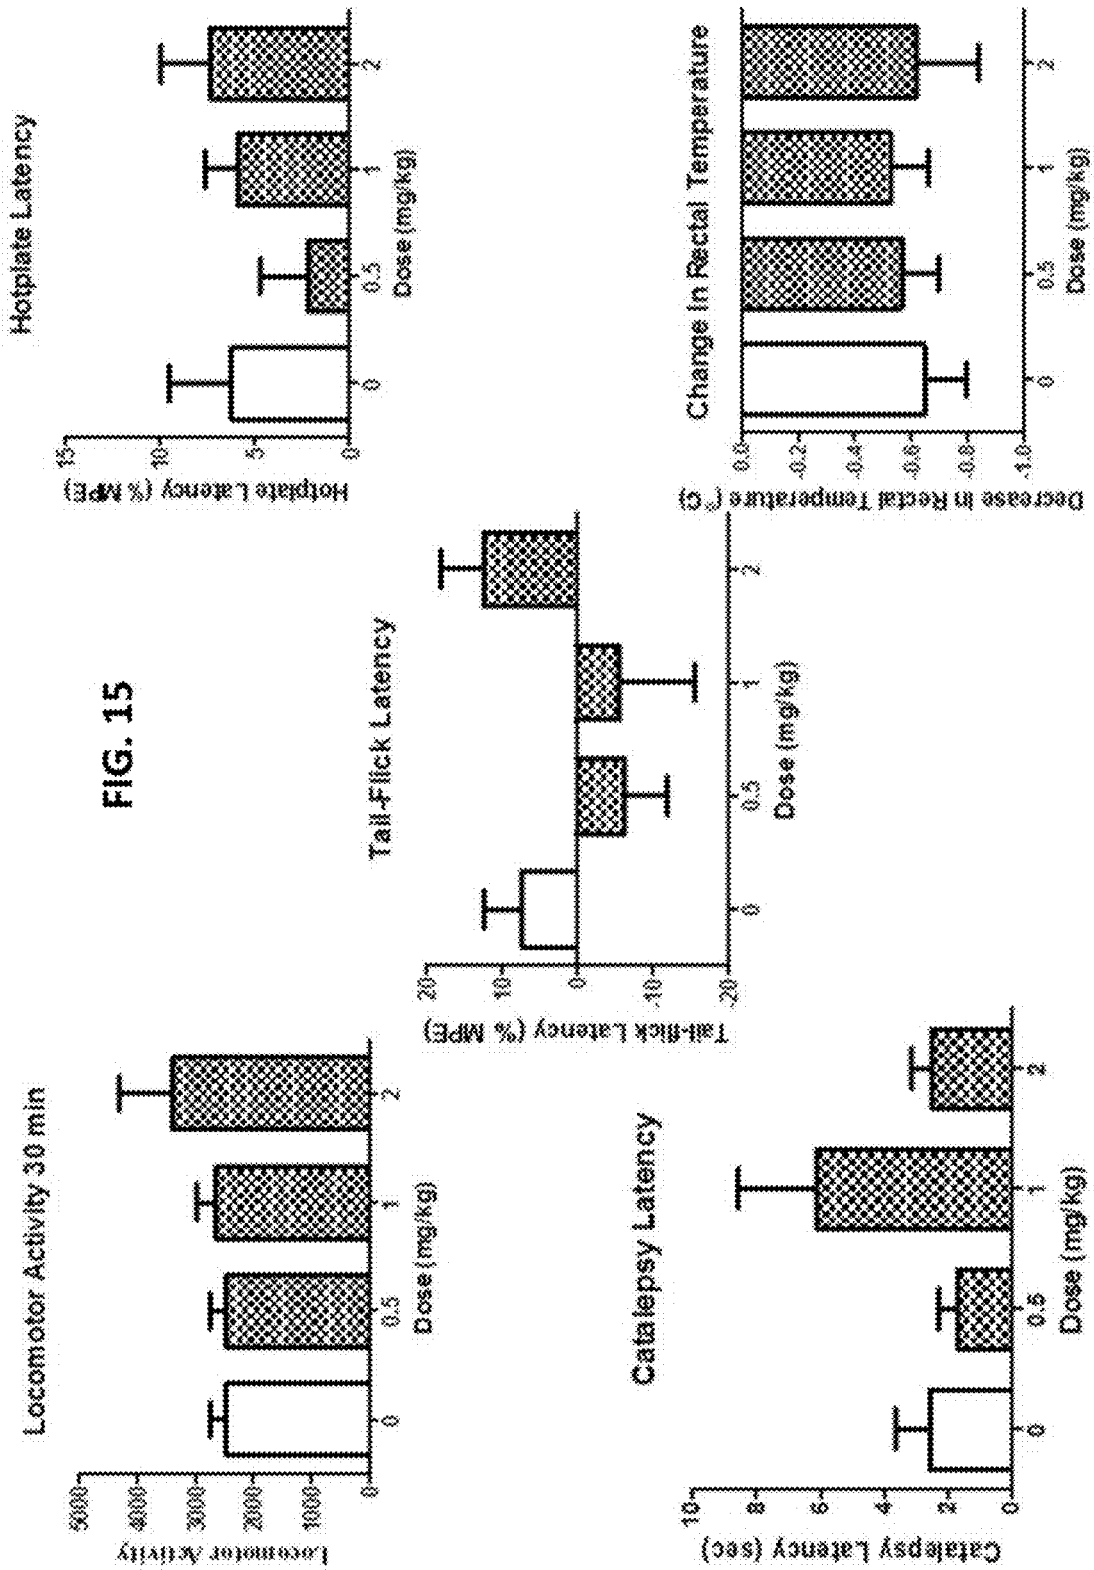 FIG. 15
Locomotor Activity 30 min
Locomotor Activity
5000
4000
3000
2000
1000
0
0
0.5
1
2
Dose (mg/kg)
Hotplate Latency
Hotplate Latency (% MPE)
15
10
5
0
0
0.5
1
2
Dose (mg/kg)
Tail-Flick Latency
Tail-flick Latency (% MPE)
20
10
0
-10
-20
0
0.5
1
2
Dose (mg/kg)
Catalepsy Latency
Catalepsy Latency (sec)
10
8
6
4
2
0
0
0.5
1
2
Dose (mg/kg)
Change In Rectal Temperature
Decrease In Rectal Temperature (°C)
0.0
-0.2
-0.4
-0.6
-0.8
-1.0
0
0.5
1
2
Dose (mg/kg)